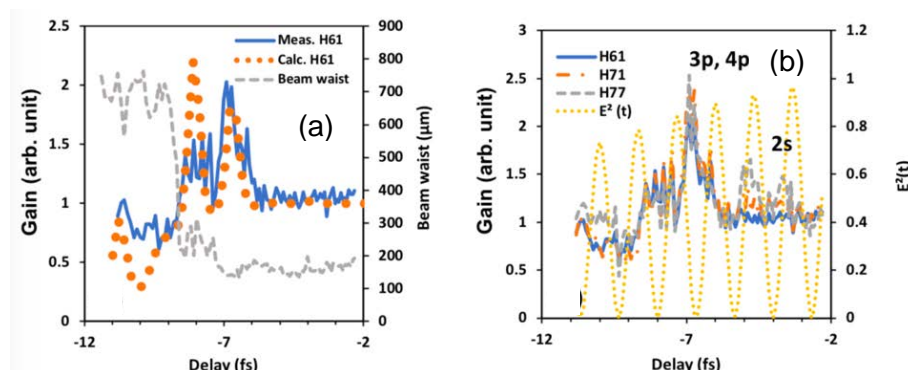 2.5
2
1.5
1
0.5
0
Gain (arb. unit)
Meas. H61
Calc. H61
Beam waist
(a)
900
800
700
600
500
400
300
200
100
0
Beam waist (µm)
-12
-7
-2
Delay (fs)
3
2.5
2
1.5
1
0.5
0
Gain (arb. unit)
H61
H71
H77
E² (t)
3p, 4p
(b)
2s
1.2
1
0.8
0.6
0.4
0.2
0
E²(t)
-12
-7
-2
Delay (fs)